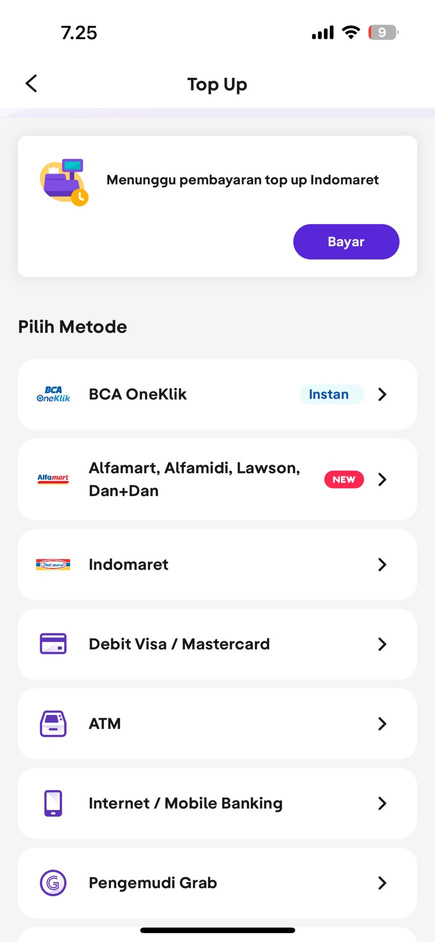 7.25
9
Top Up
Menunggu pembayaran top up Indomaret
Bayar
Pilih Metode
BCA
OneKlik
BCA OneKlik
Instan
Alfamart
Alfamart, Alfamidi, Lawson,
Dan+Dan
NEW
Indomaret
Indomaret
Debit Visa / Mastercard
ATM
Internet / Mobile Banking
G
Pengemudi Grab